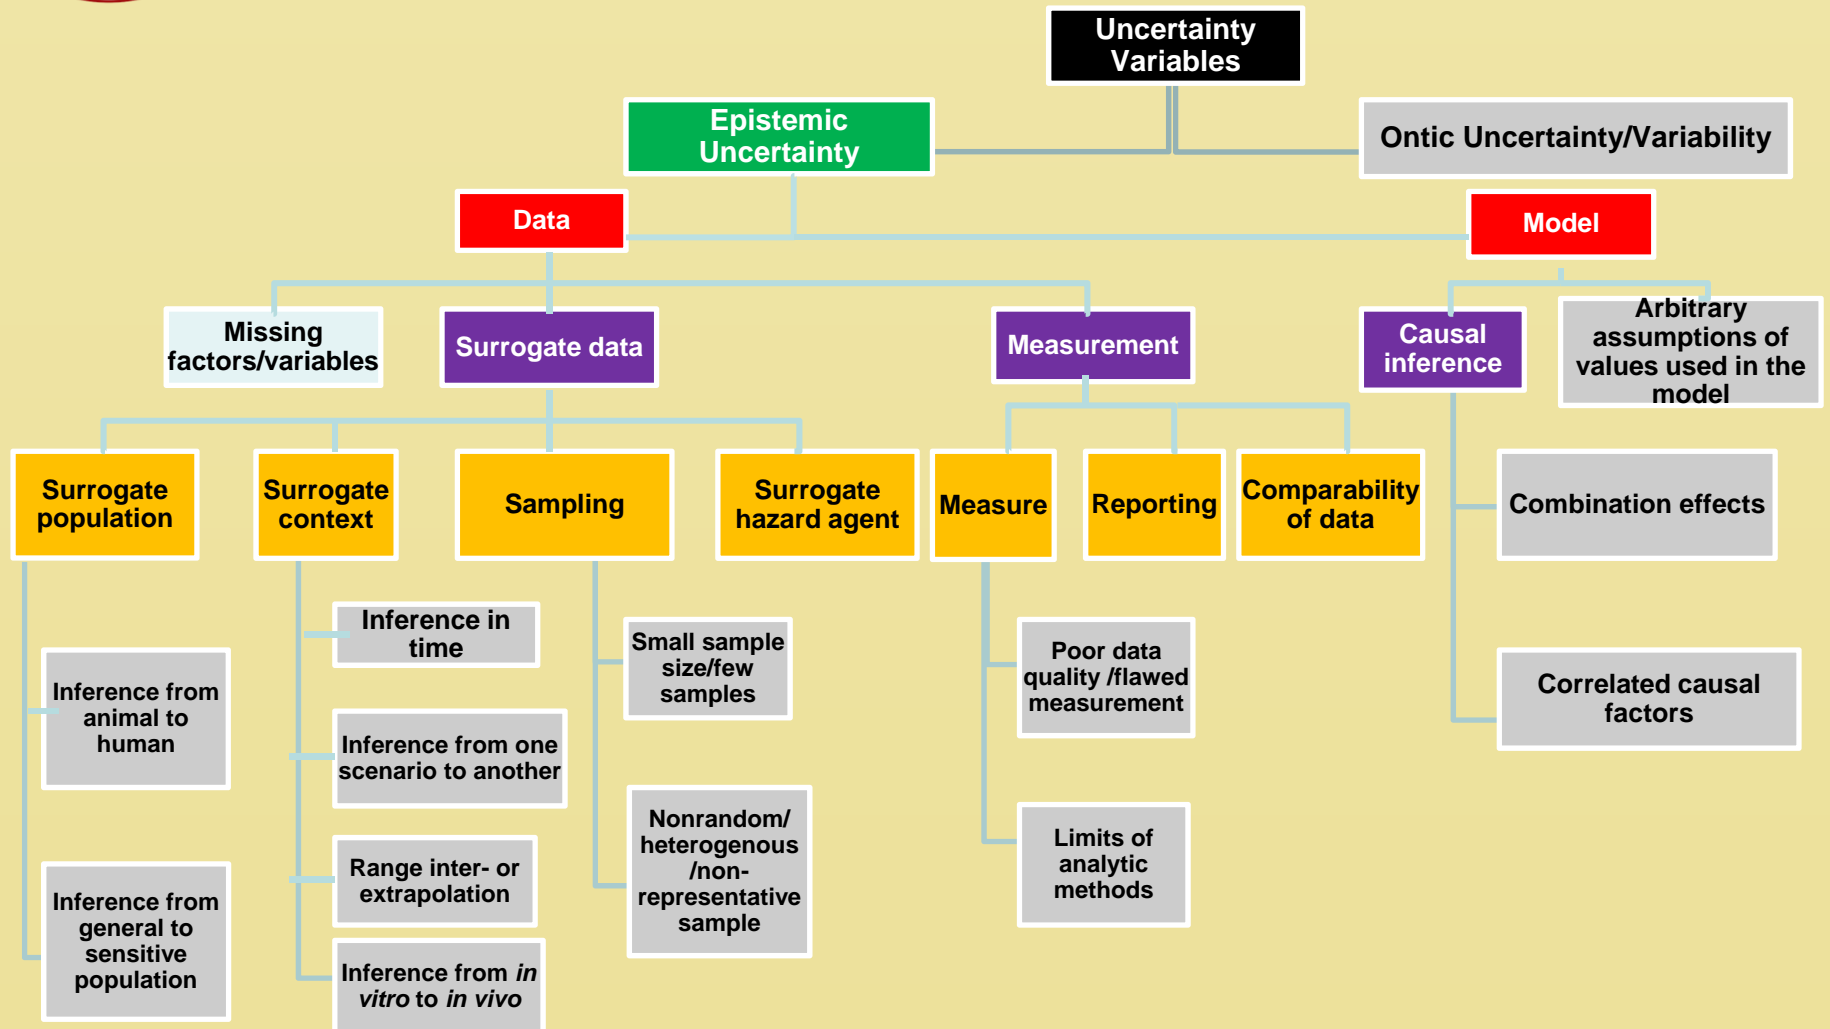 Uncertainty
Variables
Epistemic
Uncertainty
Ontic Uncertainty/Variability
Data
Model
Missing
factors/variables
Surrogate data
Measurement
Causal
inference
Arbitrary
assumptions of
values used in the
model
Surrogate
population
Surrogate
context
Sampling
Surrogate
hazard agent
Measure
Reporting
Comparability
of data
Combination effects
Inference from
animal to
human
Inference from
general to
sensitive
population
Inference in
time
Inference from one
scenario to another
Range inter- or
extrapolation
Inference from in
vitro to in vivo
Small sample
size/few
samples
Nonrandom/
heterogenous
/non-
representative
sample
Poor data
quality /flawed
measurement
Limits of
analytic
methods
Correlated causal
factors